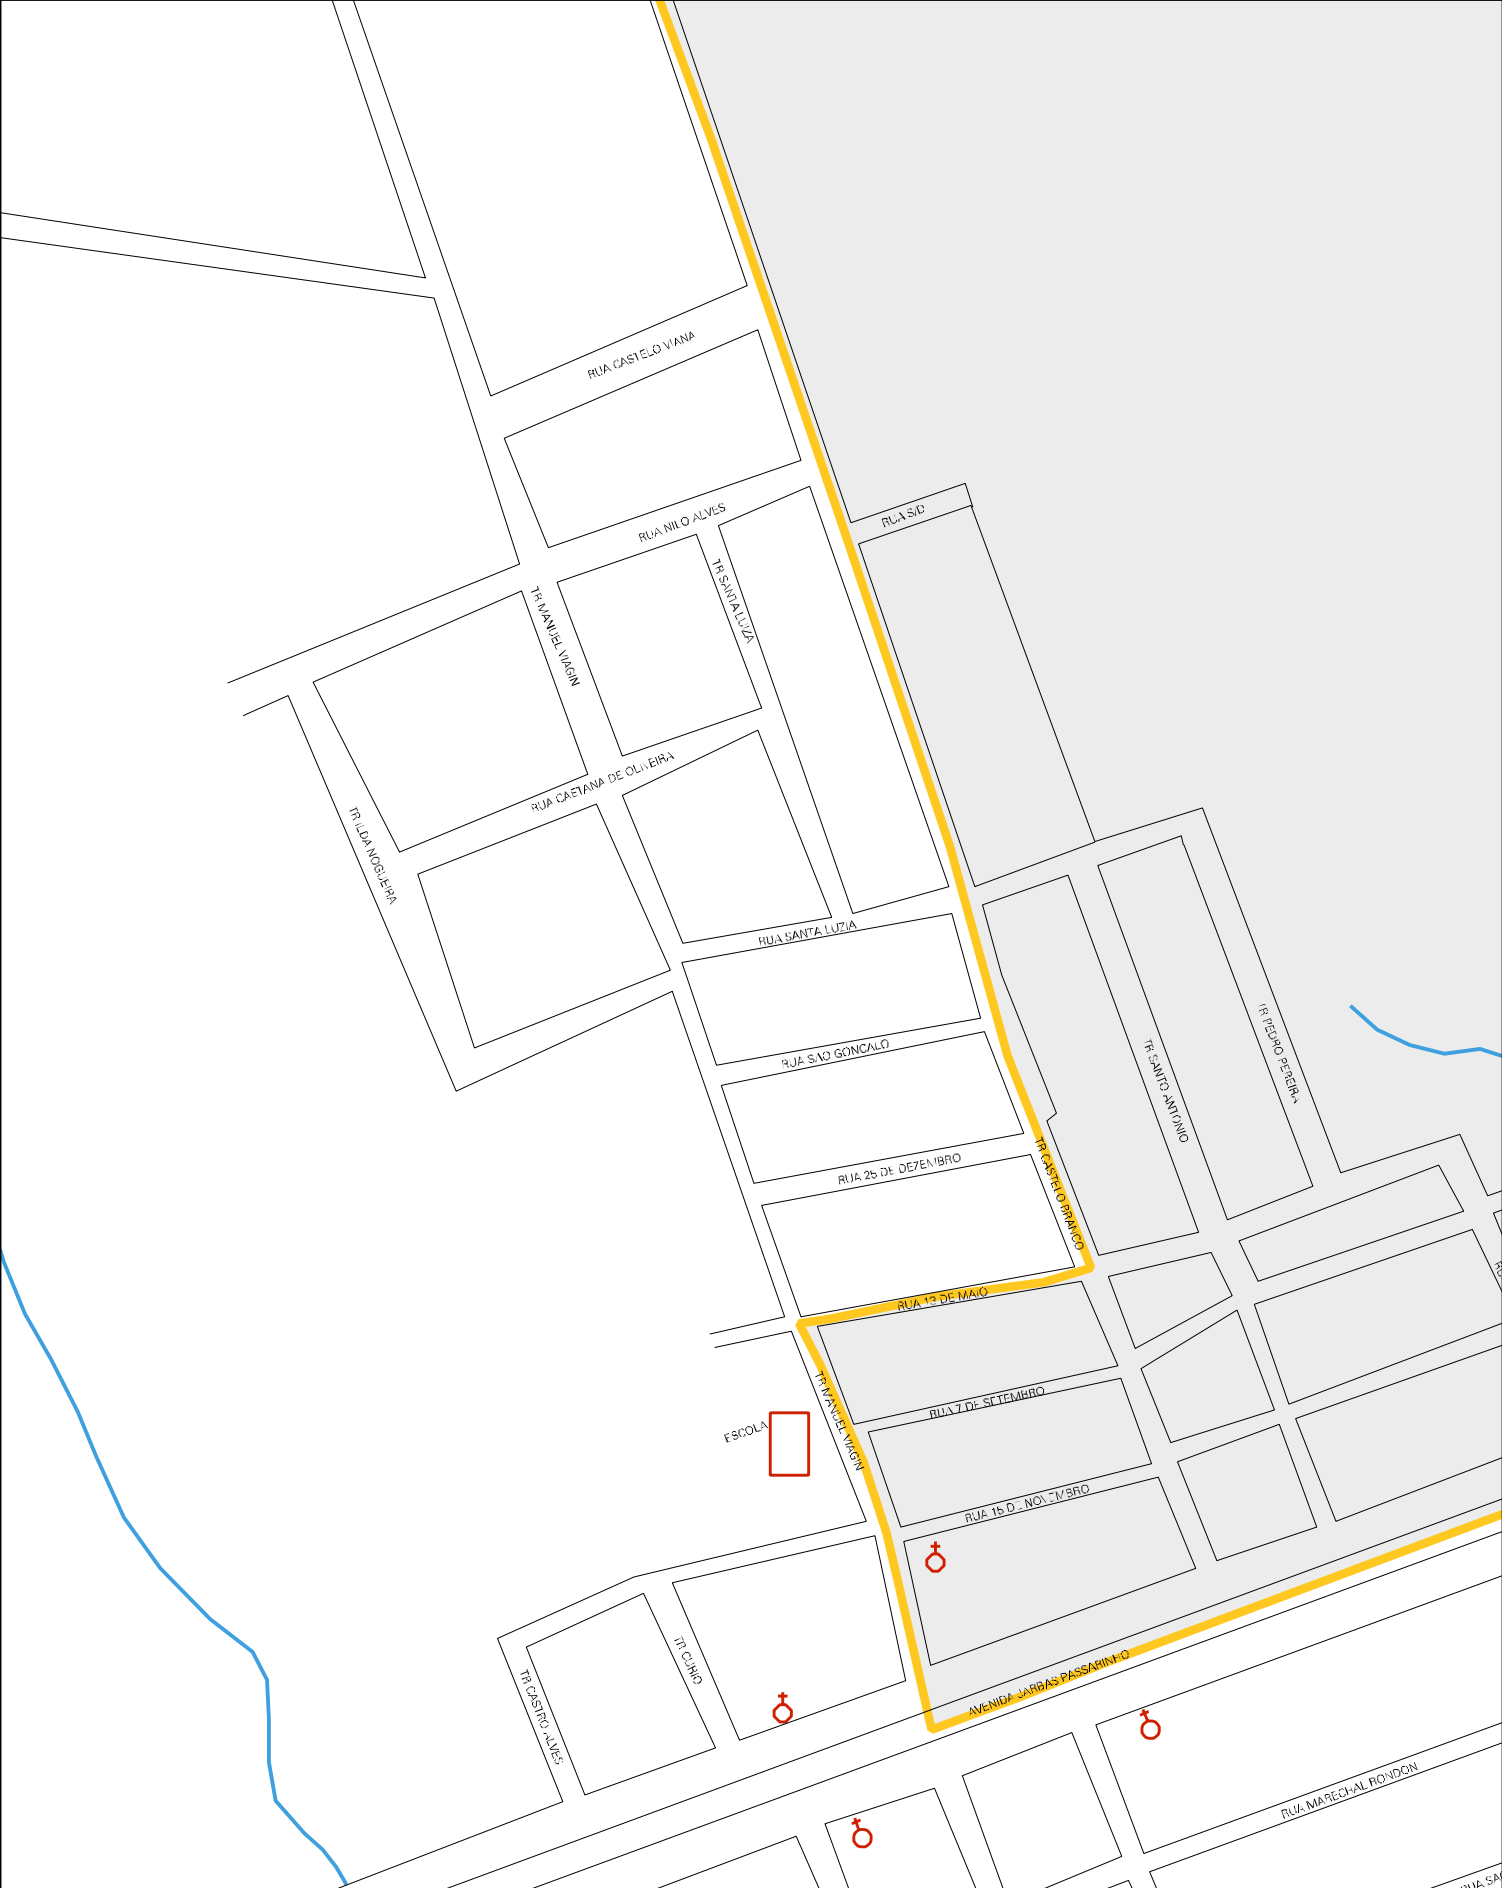 RUA CASTELO VIANA
RUA S/D
RUA NILO ALVES
TR SANTA LUIZA
TR MANUEL VIAGIN
RUA CAETANA DE OLIVEIRA
TR ILDA NOGUEIRA
RUA SANTA LUZIA
TR PEDRO PEREIRA
TR SANTO ANTONIO
RUA SAO GONCALO
RUA 25 DE DEZEMBRO
TR CASTELO BRANCO
RUA 13 DE MAIO
TR MANUEL VIAGIN
RUA 7 DE SETEMBRO
ESCOLA
RUA 15 DE NOVEMBRO
TR CURIO
TR CASTRO ALVES
AVENIDA JARBAS PASSARINHO
RUA MARECHAL RONDON
RUA